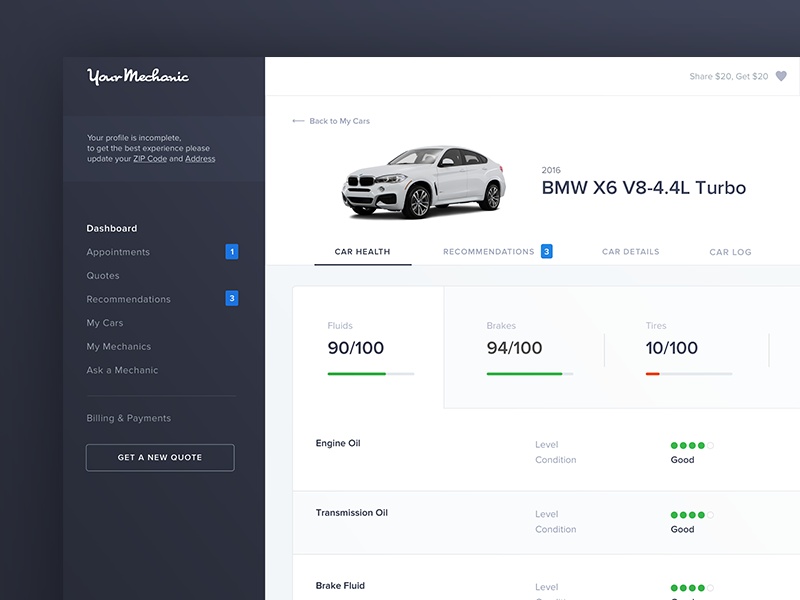 Your Mechanic
Share $20, Get $20
Your profile is incomplete,
to get the best experience please
update your ZIP Code and Address
Back to My Cars
2016
BMW X6 V8-4.4L Turbo
Dashboard
Appointments 1
Quotes
Recommendations 3
My Cars
My Mechanics
Ask a Mechanic
Billing & Payments
GET A NEW QUOTE
CAR HEALTH RECOMMENDATIONS 3 CAR DETAILS CAR LOG
Fluids
90/100
Brakes
94/100
Tires
10/100
Engine Oil
Level
Condition
Good
Transmission Oil
Level
Condition
Good
Brake Fluid
Level